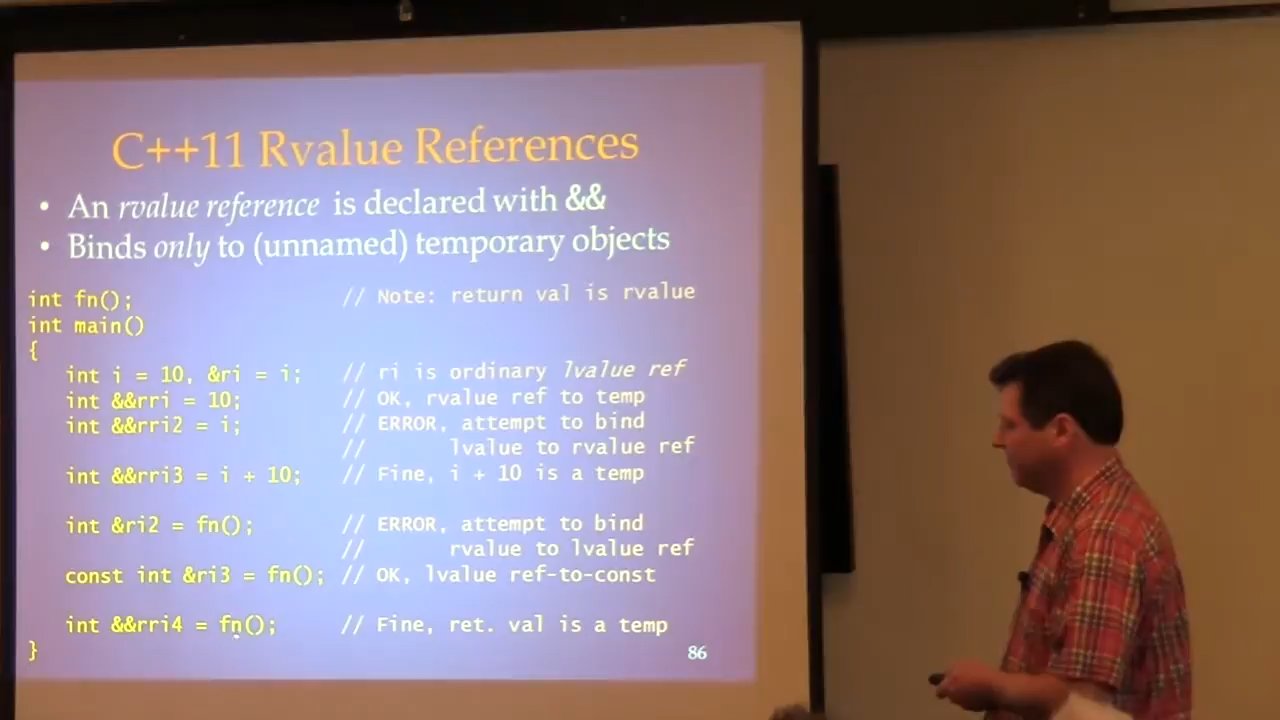 C++11 Rvalue References
• An rvalue reference is declared with &&
• Binds only to (unnamed) temporary objects
int fn(); // Note: return val is rvalue
int main()
{
int i = 10, &ri = i; // ri is ordinary lvalue ref
int &&rri = 10; // OK, rvalue ref to temp
int &&rri2 = i; // ERROR, attempt to bind
// lvalue to rvalue ref
int &&rri3 = i + 10; // Fine, i + 10 is a temp
int &ri2 = fn(); // ERROR, attempt to bind
// rvalue to lvalue ref
const int &ri3 = fn(); // OK, lvalue ref-to-const
int &&rri4 = fn(); // Fine, ret. val is a temp
}
86